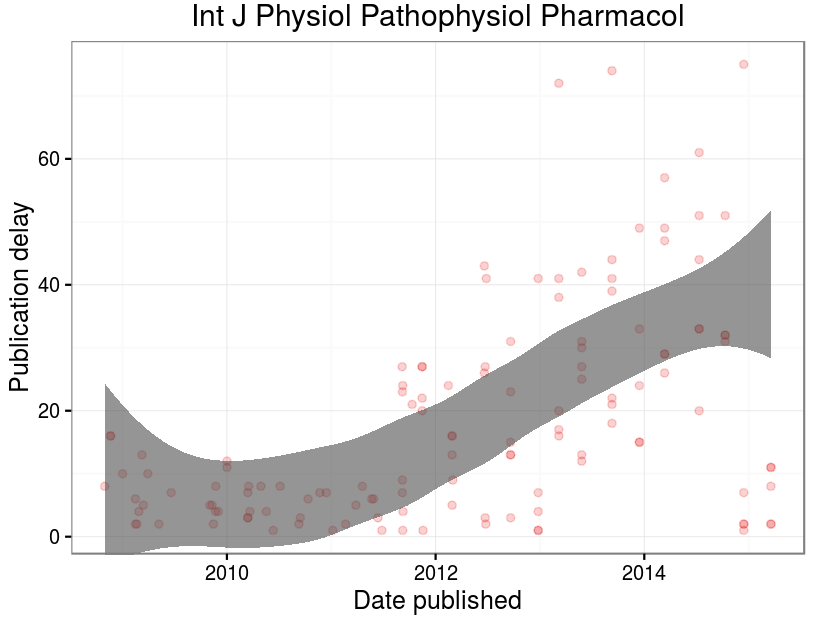 Int J Physiol Pathophysiol Pharmacol
Publication delay
60
40
20
0
2010 2012 2014
Date published